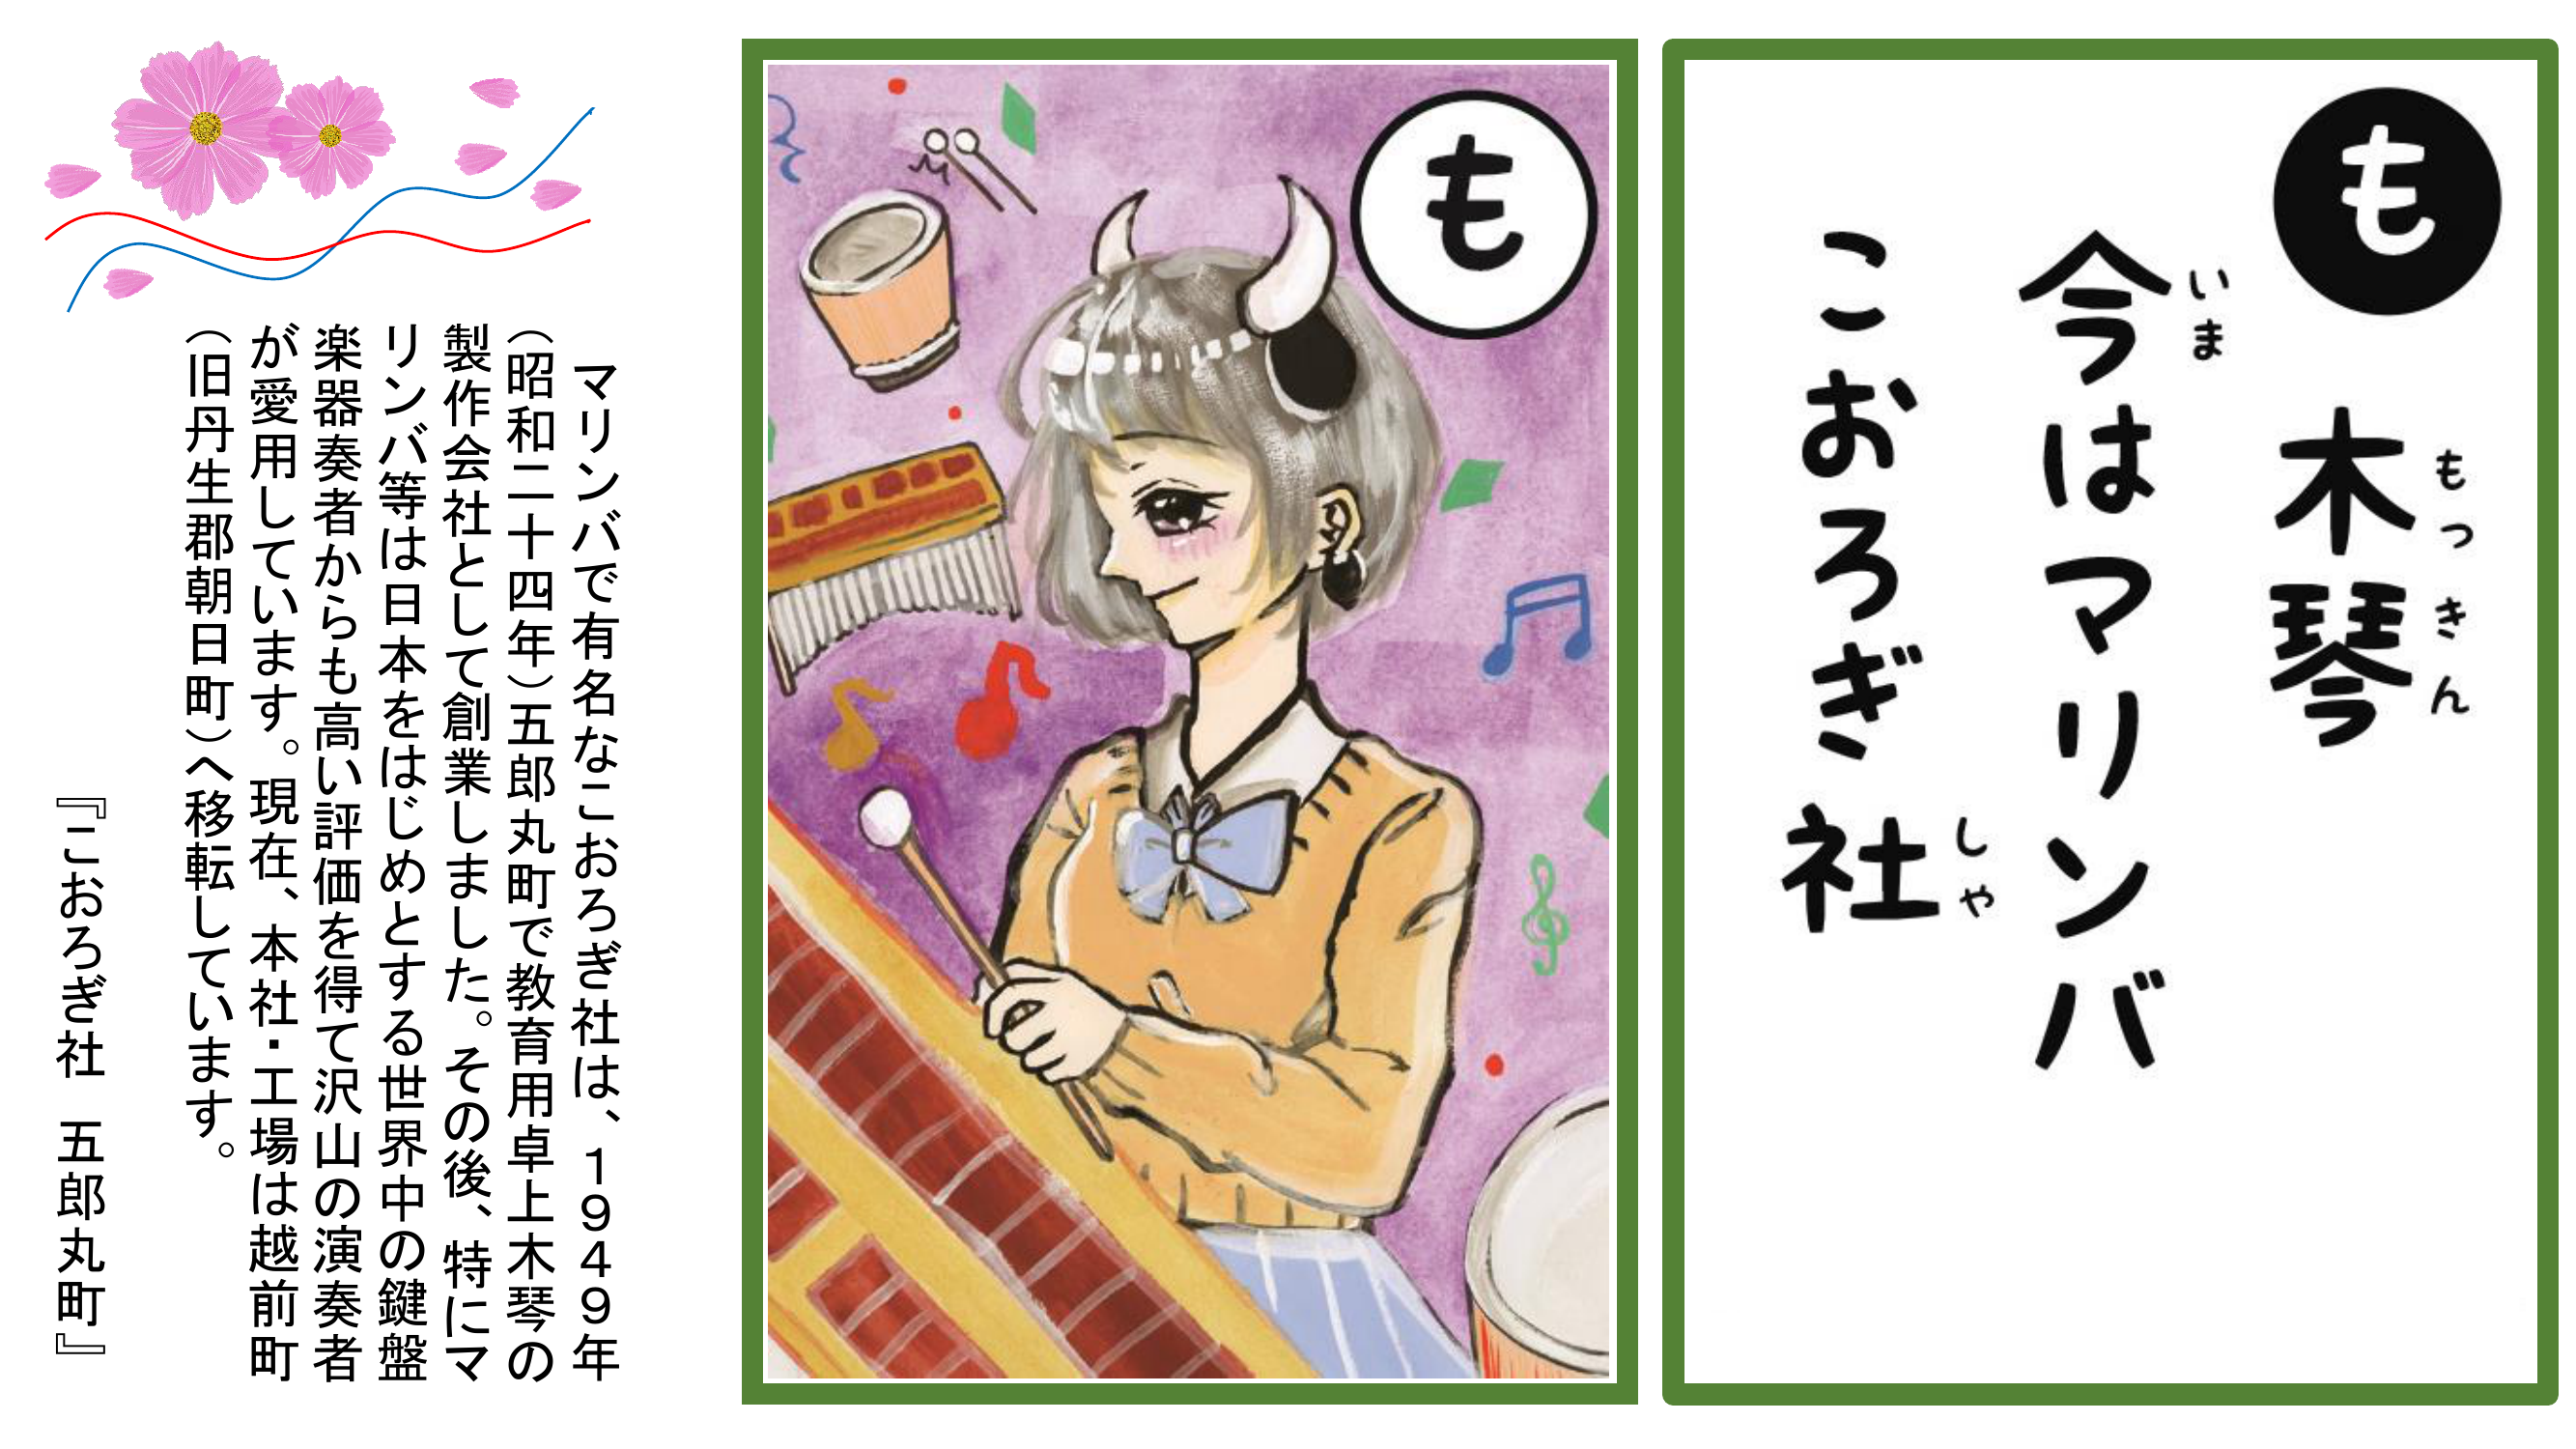 も
木琴
もっきん
今はマリンバ
いま
こおろぎ社
しゃ
も
マリンバで有名なこおろぎ社は、1949年
(昭和二十四年)五郎丸町で教育用卓上木琴の
製作会社として創業しました。その後、特にマ
リンバ等は日本をはじめとする世界中の鍵盤
楽器奏者からも高い評価を得て沢山の演奏者
が愛用しています。現在、本社・工場は越前町
(旧丹生郡朝日町)へ移転しています。
『こおろぎ社 五郎丸町』